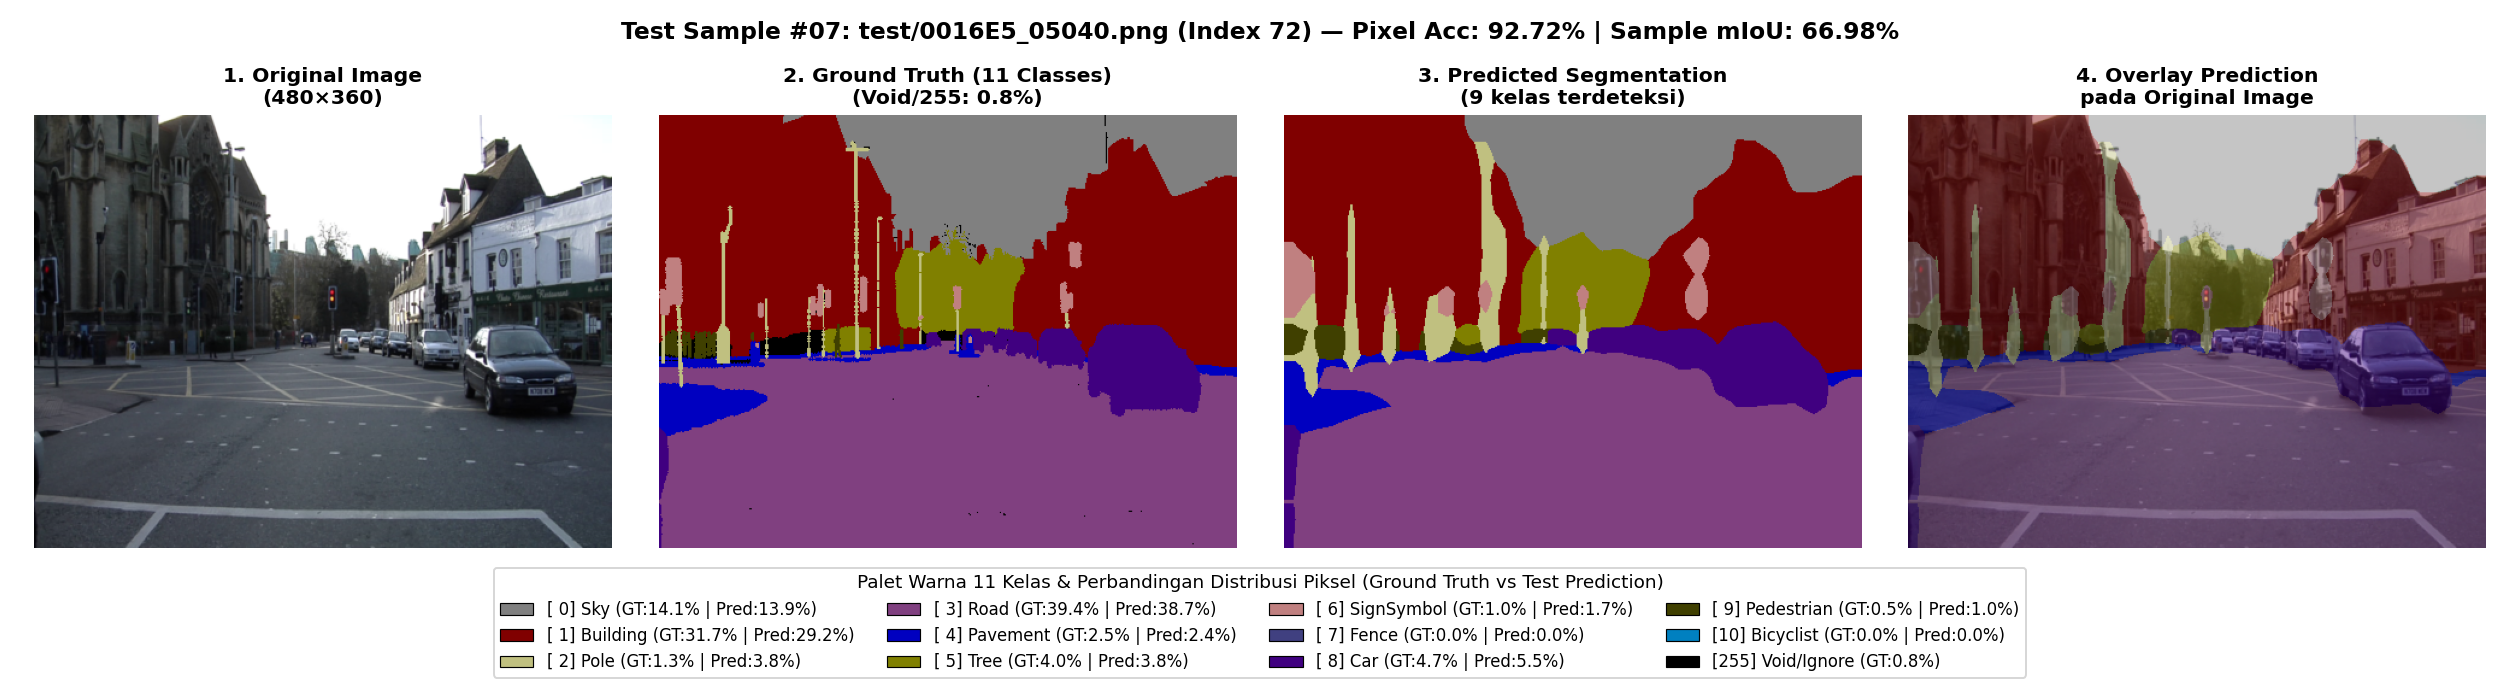 Test Sample #07: test/0016E5_05040.png (Index 72) — Pixel Acc: 92.72% | Sample mIoU: 66.98%
1. Original Image
(480×360)
2. Ground Truth (11 Classes)
(Void/255: 0.8%)
3. Predicted Segmentation
(9 kelas terdeteksi)
4. Overlay Prediction
pada Original Image
Palet Warna 11 Kelas & Perbandingan Distribusi Piksel (Ground Truth vs Test Prediction)
[ 0] Sky (GT:14.1% | Pred:13.9%)
[ 1] Building (GT:31.7% | Pred:29.2%)
[ 2] Pole (GT:1.3% | Pred:3.8%)
[ 3] Road (GT:39.4% | Pred:38.7%)
[ 4] Pavement (GT:2.5% | Pred:2.4%)
[ 5] Tree (GT:4.0% | Pred:3.8%)
[ 6] SignSymbol (GT:1.0% | Pred:1.7%)
[ 7] Fence (GT:0.0% | Pred:0.0%)
[ 8] Car (GT:4.7% | Pred:5.5%)
[ 9] Pedestrian (GT:0.5% | Pred:1.0%)
[10] Bicyclist (GT:0.0% | Pred:0.0%)
[255] Void/Ignore (GT:0.8%)